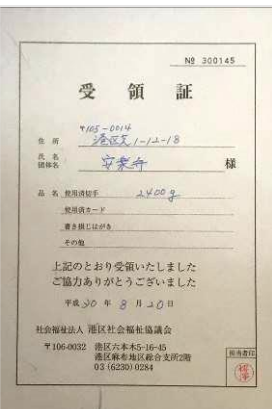 № 300145
受領証
〒105-0014
住所 港区芝1-12-18
氏名
団体名 安楽寺 様
品名 使用済切手 2400g
使用済カード
書き損じはがき
その他
上記のとおり受領いたしました
ご協力ありがとうございました
平成30年8月20日
社会福祉法人 港区社会福祉協議会
〒106-0032 港区六本木5-16-45
港区麻布地区総合支所2階
03(6230)0284
担当者印